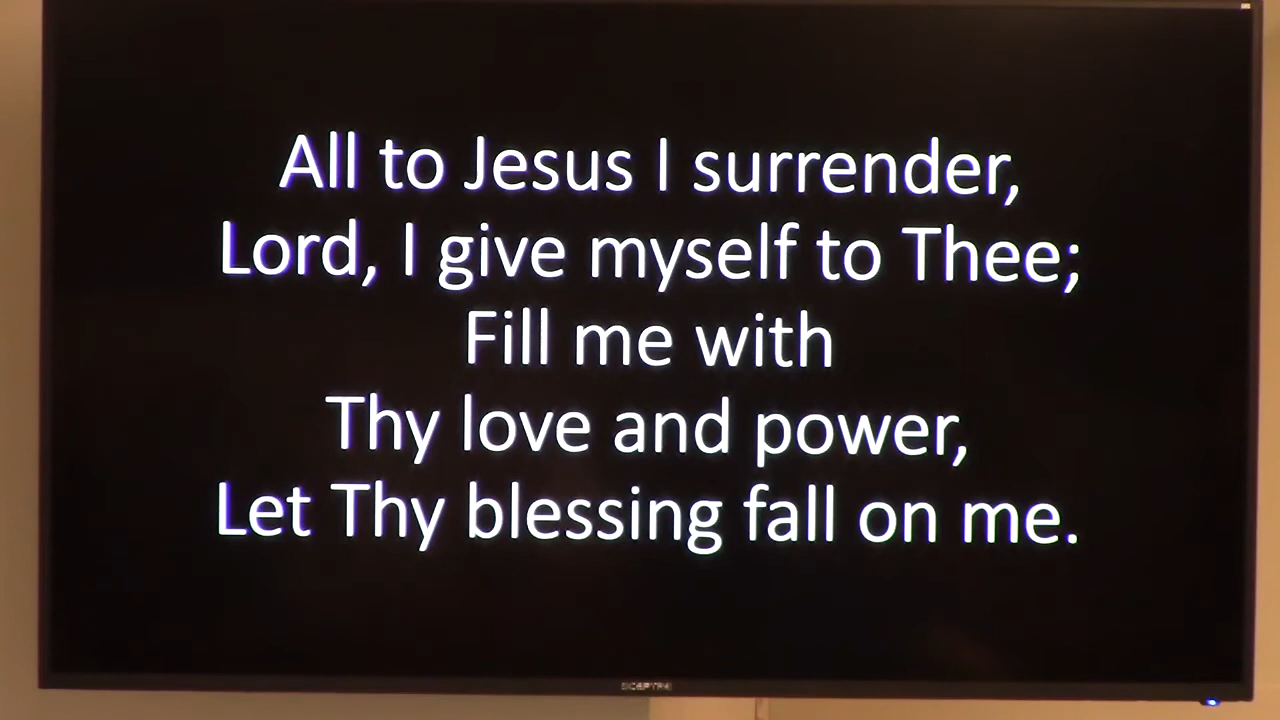 All to Jesus I surrender,
Lord, I give myself to Thee;
Fill me with
Thy love and power,
Let Thy blessing fall on me.
SCEPTRE